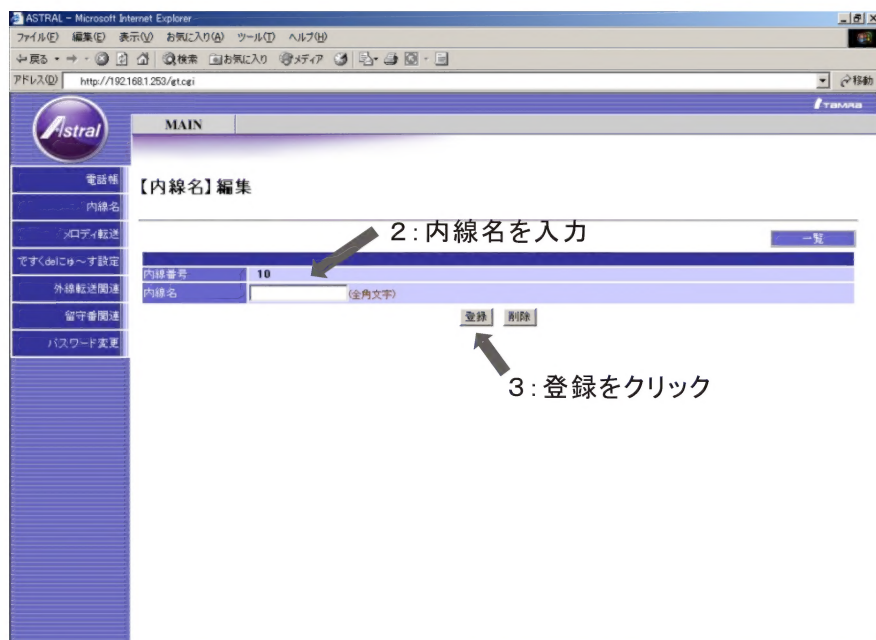 ASTRAL - Microsoft Internet Explorer
ファイル(F) 編集(E) 表示(V) お気に入り(A) ツール(T) ヘルプ(H)
戻る 検索 お気に入り メディア
アドレス(D) http://192.168.1.253/gt.cgi 移動
TAMRA
Astral
MAIN
電話帳
内線名
メロディ転送
ですくdeにゅ～す設定
外線転送関連
留守番関連
パスワード変更
【内線名】編集
2:内線名を入力
一覧
内線番号 10
内線名 (全角文字)
登録 削除
3:登録をクリック